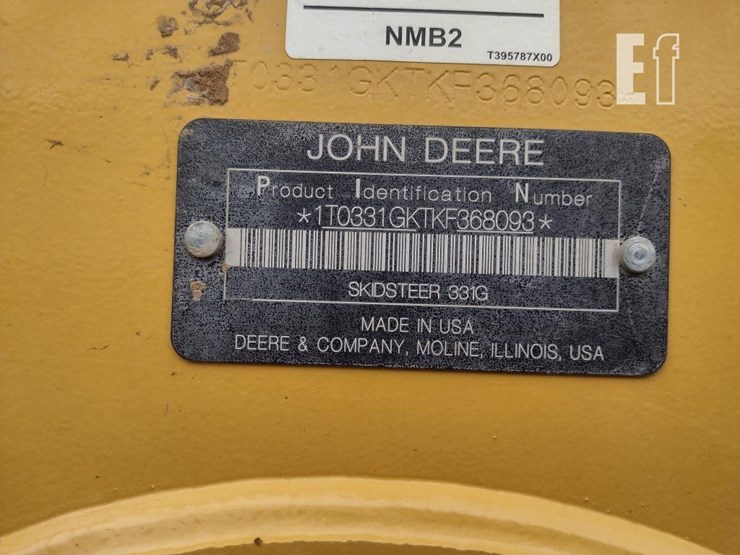 NMB2
T395787X00
T0331GKTKF368093
Ef
JOHN DEERE
Product Identification Number
*1T0331GKTKF368093*
SKIDSTEER 331G
MADE IN USA
DEERE & COMPANY, MOLINE, ILLINOIS, USA